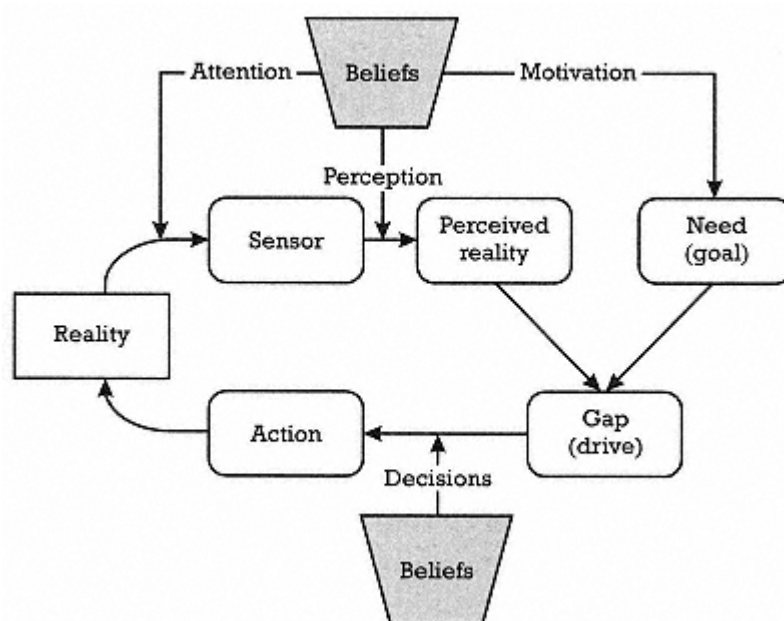 Beliefs
Attention
Motivation
Perception
Sensor
Perceived
reality
Need
(goal)
Reality
Action
Gap
(drive)
Decisions
Beliefs